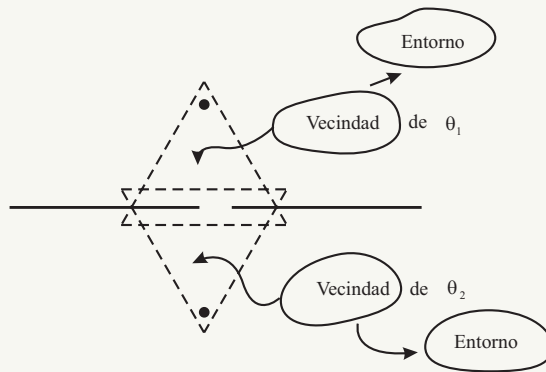 Entorno
Vecindad de θ₁
Vecindad de θ₂
Entorno